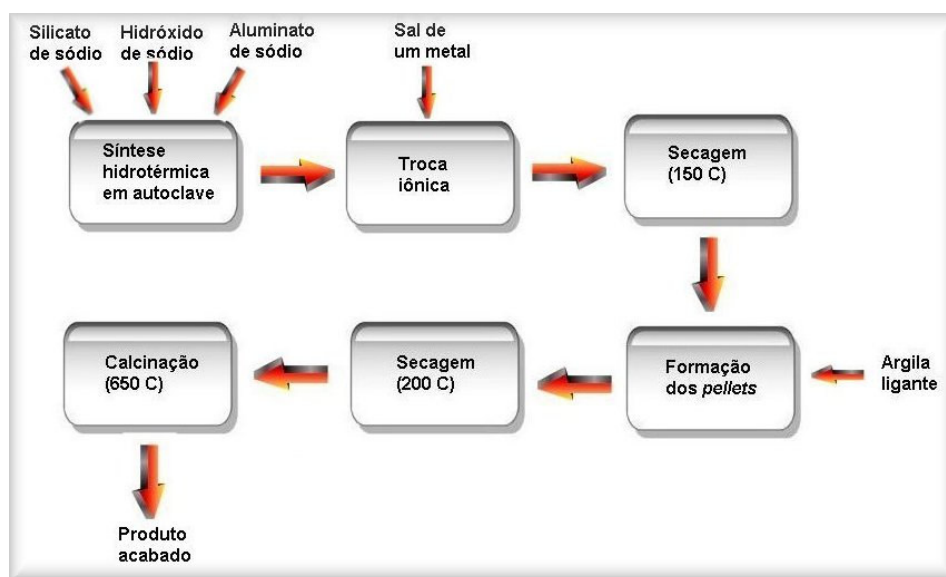 Silicato
de sódio
Hidróxido
de sódio
Aluminato
de sódio
Sal de
um metal
Síntese
hidrotérmica
em autoclave
Troca
iônica
Secagem
(150 C)
Calcinação
(650 C)
Secagem
(200 C)
Formação
dos pellets
Argila
ligante
Produto
acabado